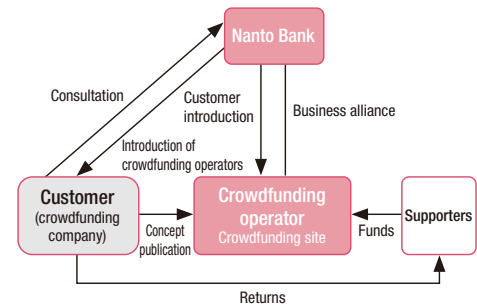 Nanto Bank
Consultation
Customer
introduction
Business alliance
Introduction of
crowdfunding operators
Customer
(crowdfunding
company)
Concept
publication
Crowdfunding
operator
Crowdfunding site
Funds
Supporters
Returns